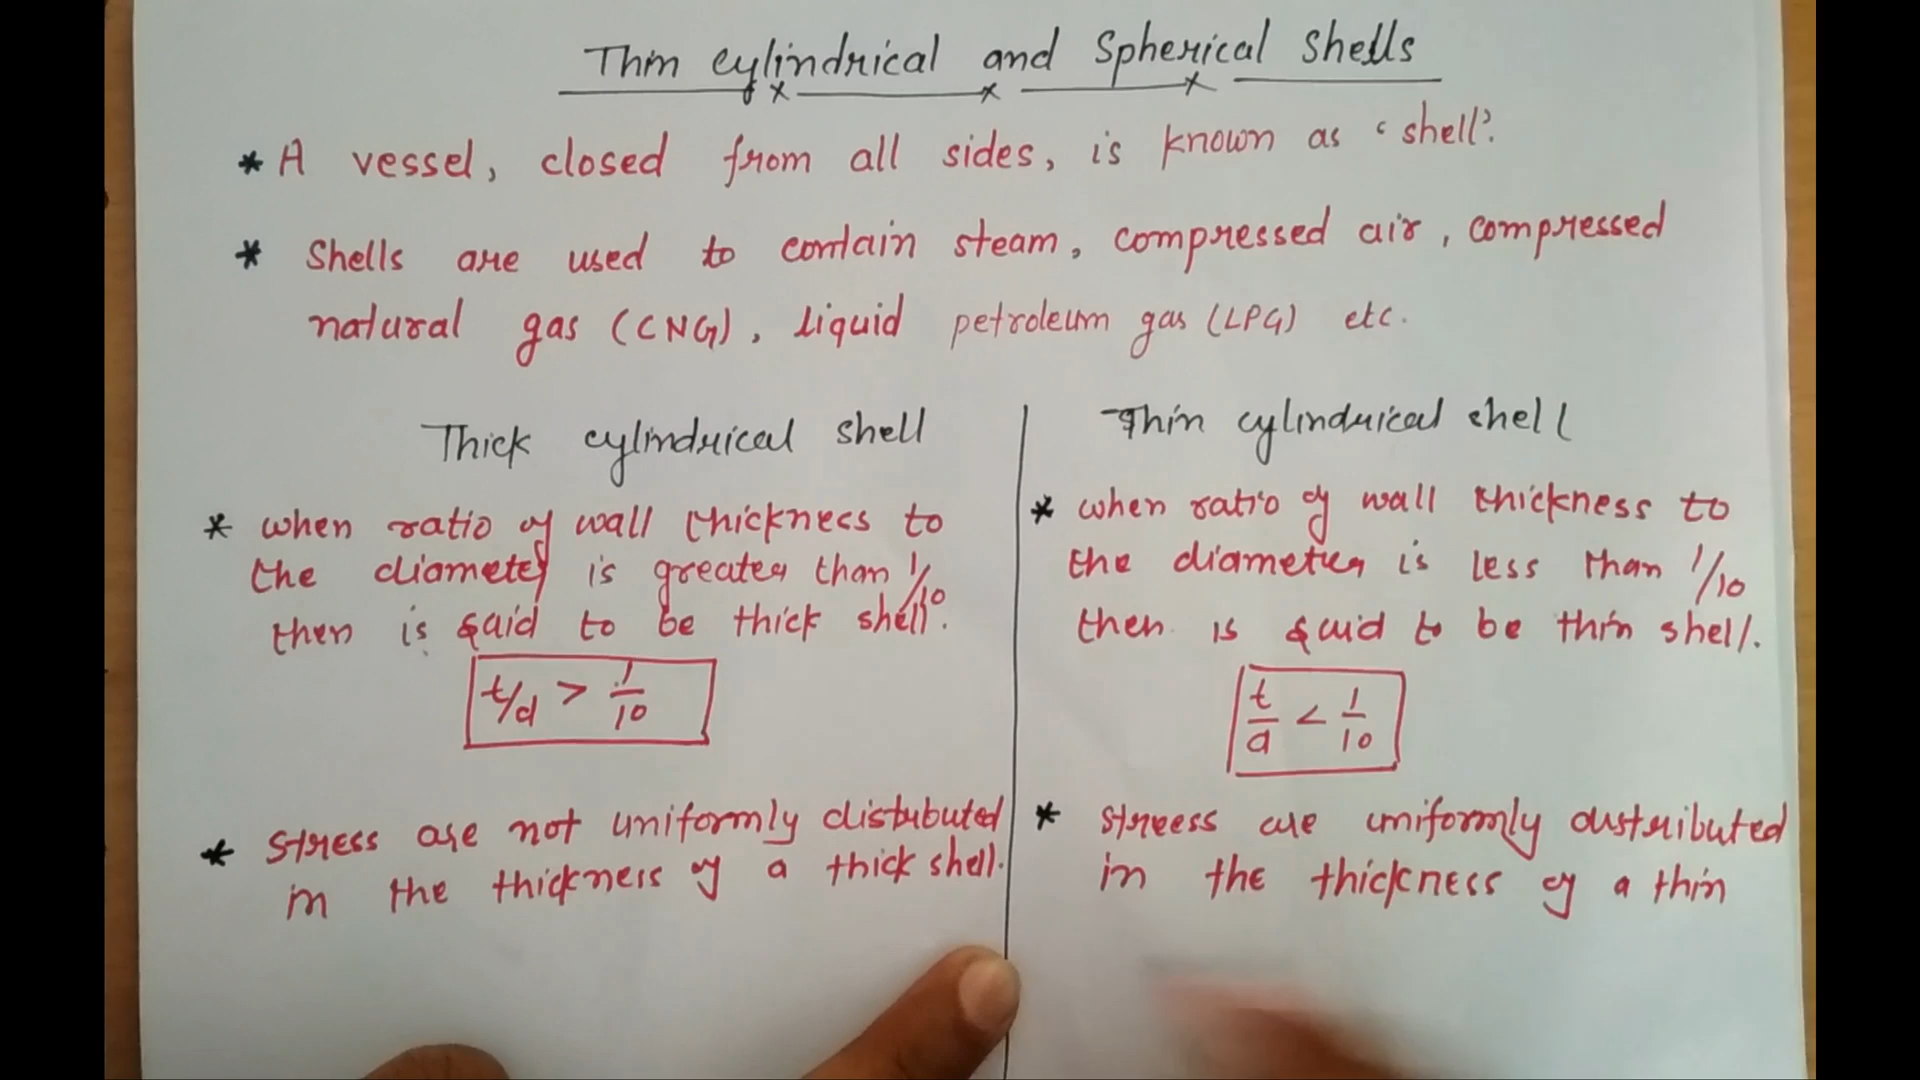 Thin cylindrical and Spherical Shells
* A vessel, closed from all sides, is known as 'shell'.
* Shells are used to contain steam, compressed air, compressed
natural gas (CNG), liquid petroleum gas (LPG) etc.
Thick cylindrical shell
* when ratio of wall thickness to
the diameter is greater than 1/10
then is said to be thick shell.
t/d > 1/10
* stress are not uniformly distubuted
in the thickness of a thick shell.
Thin cylindrical shell
* when ratio of wall thickness to
the diameter is less than 1/10
then is said to be thin shell.
t/d < 1/10
* streess are uniformly distributed
in the thickness of a thin